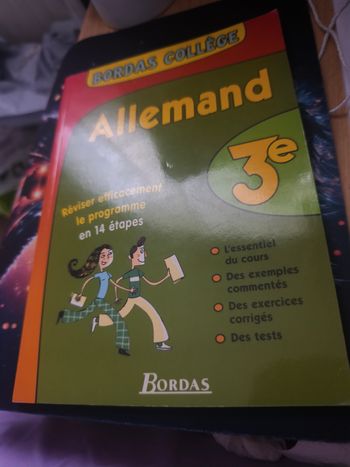 BORDAS COLLÈGE
Allemand
3e
Réviser efficacement
le programme
en 14 étapes
L'essentiel
du cours
Des exemples
commentés
Des exercices
corrigés
Des tests
BORDAS